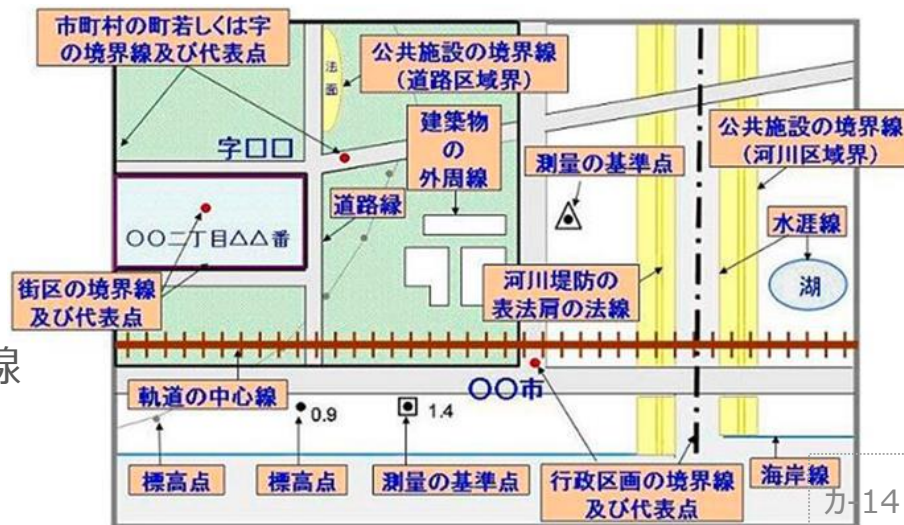 市町村の町若しくは字
の境界線及び代表点
法面
公共施設の境界線
（道路区域界）
建築物
の
外周線
公共施設の境界線
（河川区域界）
字□□
測量の基準点
道路縁
水涯線
〇〇二丁目△△番
河川堤防の
表法肩の法線
湖
街区の境界線
及び代表点
線
軌道の中心線
〇〇市
0.9
1.4
標高点
標高点
測量の基準点
行政区画の境界線
及び代表点
海岸線
カ-14